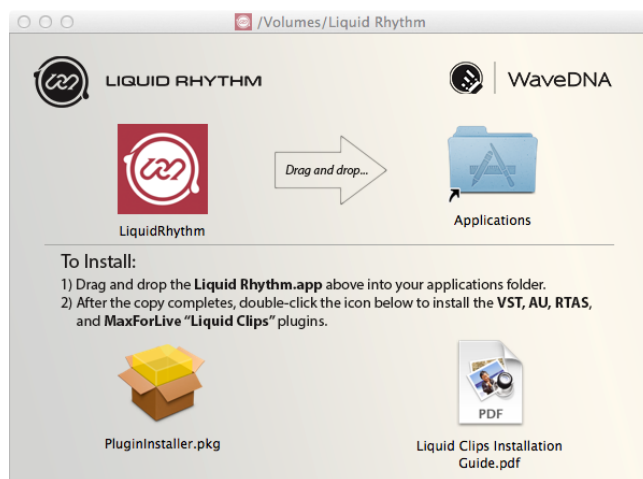 /Volumes/Liquid Rhythm
LIQUID RHYTHM
WaveDNA
Drag and drop...
LiquidRhythm
Applications
To Install:
1) Drag and drop the Liquid Rhythm.app above into your applications folder.
2) After the copy completes, double-click the icon below to install the VST, AU, RTAS,
and MaxForLive “Liquid Clips” plugins.
PDF
PluginInstaller.pkg
Liquid Clips Installation
Guide.pdf